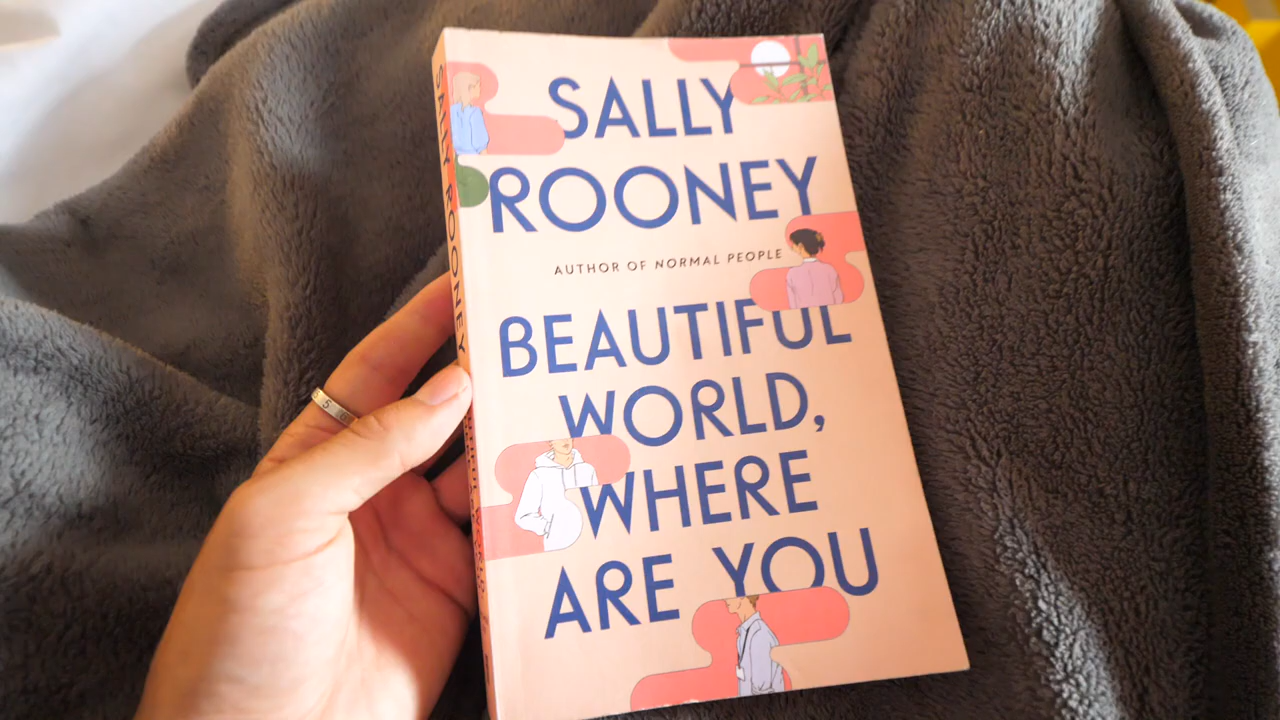 SALLY
ROONEY
AUTHOR OF NORMAL PEOPLE
BEAUTIFUL
WORLD,
WHERE
ARE YOU
SALLY ROONEY